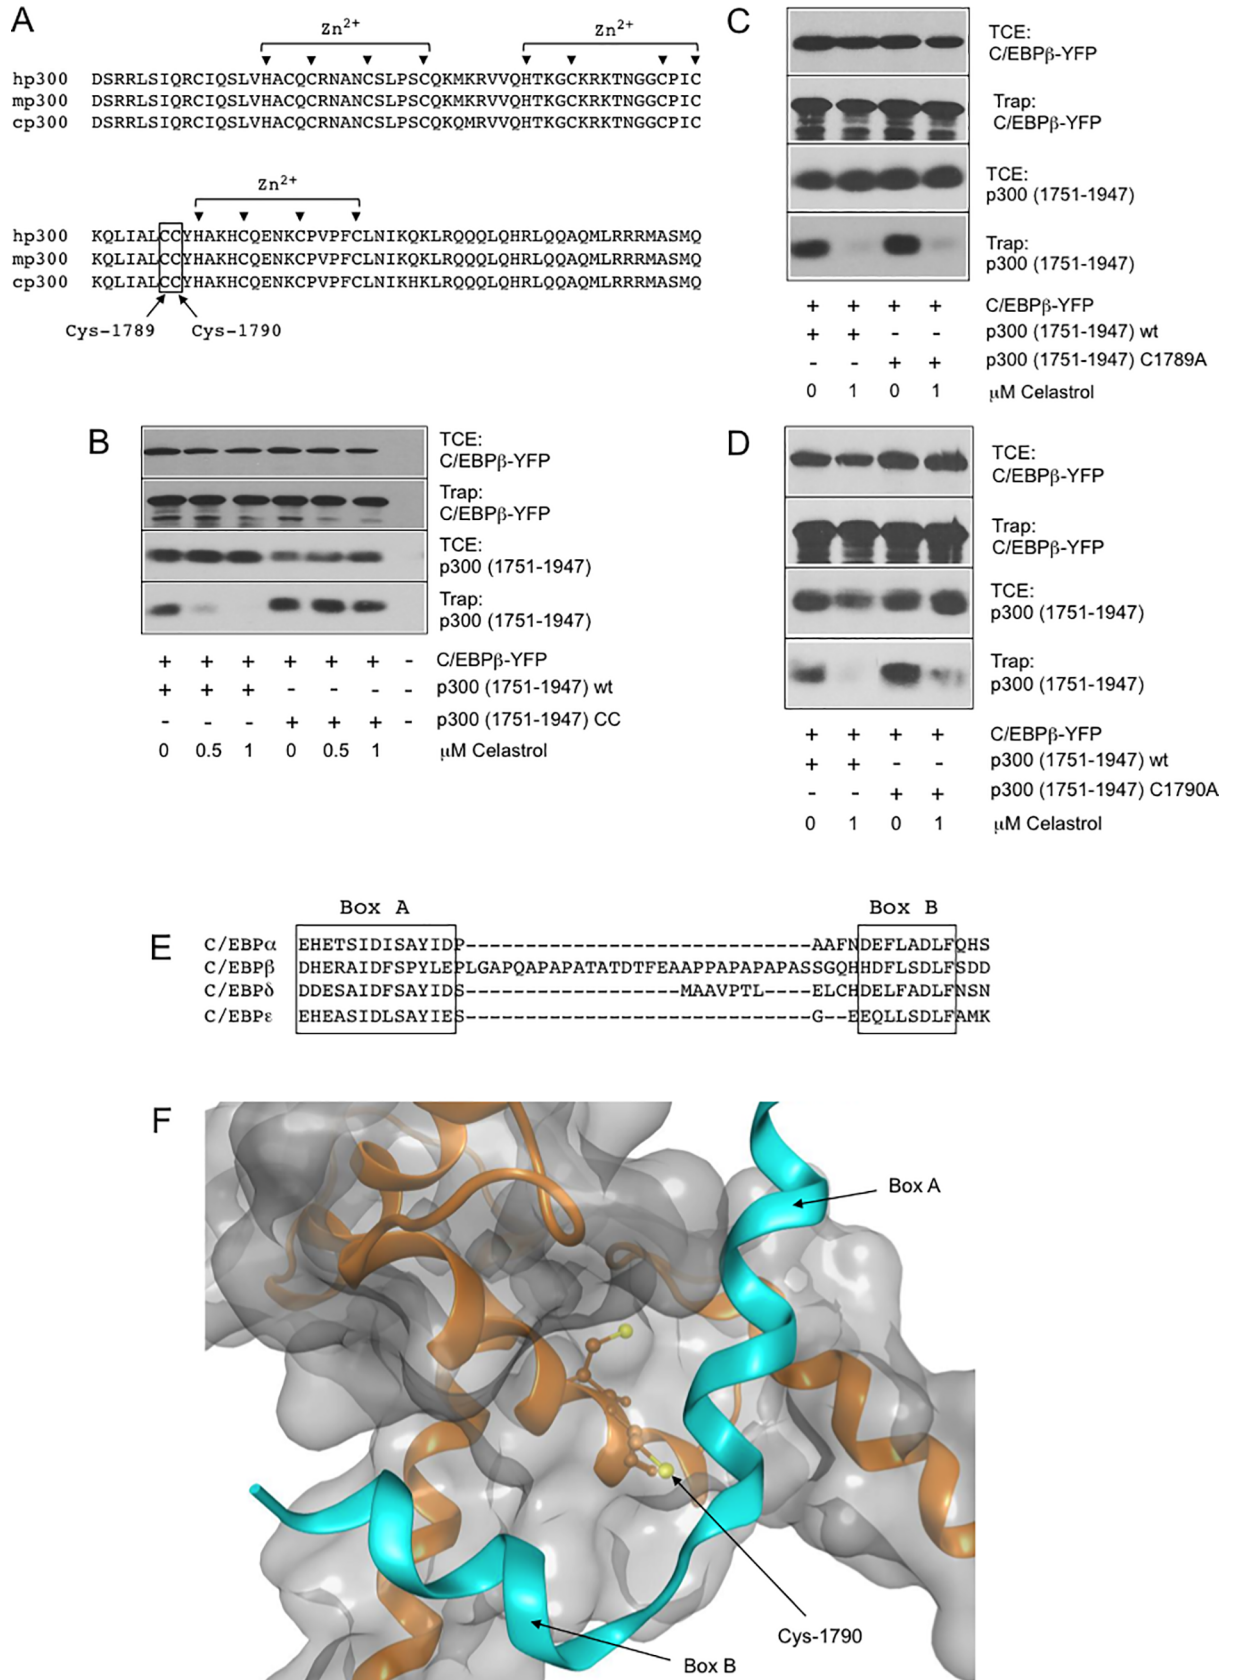 A
Zn2+ Zn2+
hp300 DSRRLSIQRCIQSLVHACQCRNANCSLPSCQKMKRVVQHTKGCKRKTNGGCPIC
mp300 DSRRLSIQRCIQSLVHACQCRNANCSLPSCQKMKRVVQHTKGCKRKTNGGCPIC
cp300 DSRRLSIQRCIQSLVHACQCRNANCSLPSCQKQMRVVQHTKGCKRKTNGGCPIC
Zn2+
hp300 KQLIALCCYHAKHCQENKCPVPFCLNIKQKLRQQQLQHRLQQAQMLRRRMASMQ
mp300 KQLIALCCYHAKHCQENKCPVPFCLNIKQKLRQQQLQHRLQQAQMLRRRMASMQ
cp300 KQLIALCCYHAKHCQENKCPVPFCLNIKHKLRQQQLQHRLQQAQMLRRRMASMQ
Cys-1789 Cys-1790
C
TCE:
C/EBPβ-YFP
Trap:
C/EBPβ-YFP
TCE:
p300 (1751-1947)
Trap:
p300 (1751-1947)
+ + + + C/EBPβ-YFP
+ + - - p300 (1751-1947) wt
- - + + p300 (1751-1947) C1789A
0 1 0 1 μM Celastrol
B
TCE:
C/EBPβ-YFP
Trap:
C/EBPβ-YFP
TCE:
p300 (1751-1947)
Trap:
p300 (1751-1947)
+ + + + + + - C/EBPβ-YFP
+ + + - - - - p300 (1751-1947) wt
- - - + + + - p300 (1751-1947) CC
0 0.5 1 0 0.5 1 μM Celastrol
D
TCE:
C/EBPβ-YFP
Trap:
C/EBPβ-YFP
TCE:
p300 (1751-1947)
Trap:
p300 (1751-1947)
+ + + + C/EBPβ-YFP
+ + - - p300 (1751-1947) wt
- - + + p300 (1751-1947) C1790A
0 1 0 1 μM Celastrol
E
Box A Box B
C/EBPα EHETSIDISAYIDP-------------------------------AAFNDEFLADLFQHS
C/EBPβ DHERAIDFSPYLEPLGAPQAPAPATATDTFEAAPPAPAPAPASSGQHHDFLSDLFSDD
C/EBPδ DDESAIDFSAYIDS-------------------MAAVPTL----ELCHDELFADLFNSN
C/EBPε EHEASIDLSAYIES-------------------------------G--EEQLLSDLFAMK
F
Box A
Cys-1790
Box B